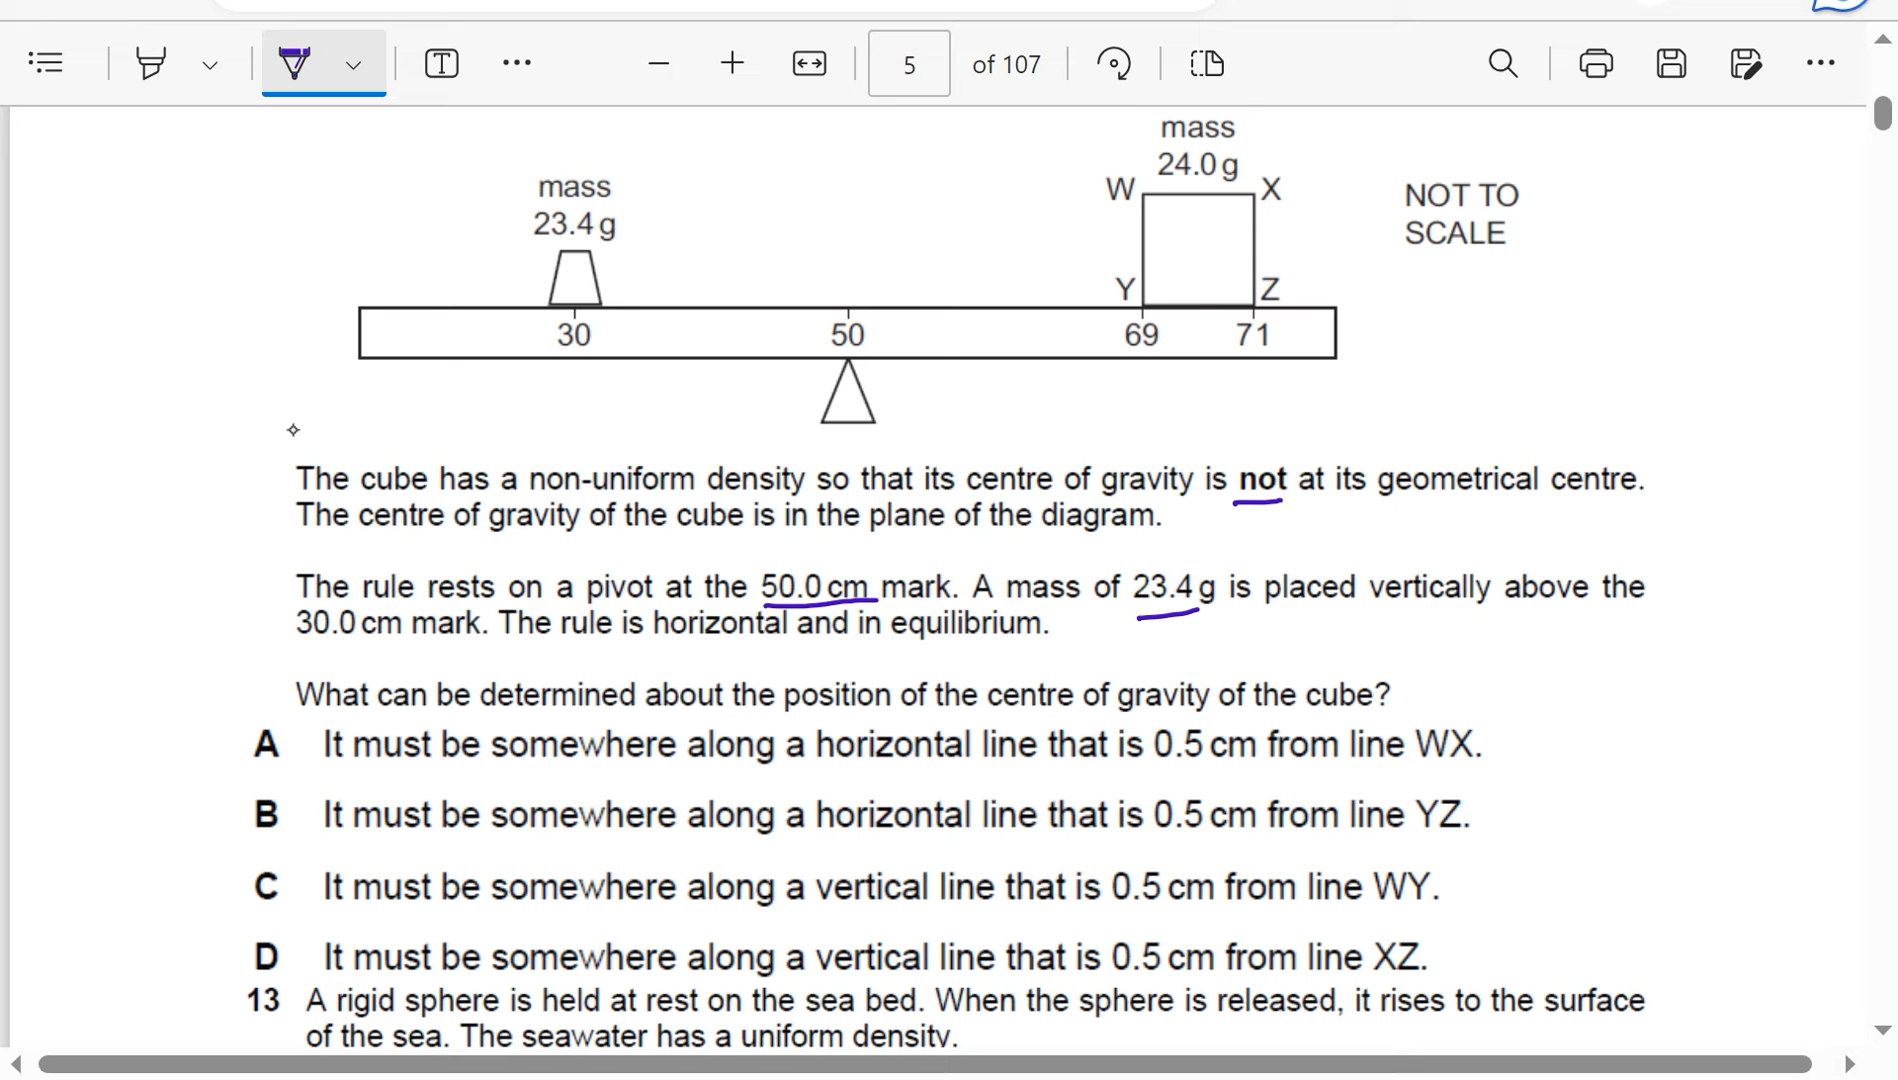 5 of 107
mass
24.0 g
mass
23.4 g
W X
NOT TO
SCALE
Y Z
30 50 69 71
The cube has a non-uniform density so that its centre of gravity is not at its geometrical centre.
The centre of gravity of the cube is in the plane of the diagram.
The rule rests on a pivot at the 50.0 cm mark. A mass of 23.4 g is placed vertically above the
30.0 cm mark. The rule is horizontal and in equilibrium.
What can be determined about the position of the centre of gravity of the cube?
A It must be somewhere along a horizontal line that is 0.5 cm from line WX.
B It must be somewhere along a horizontal line that is 0.5 cm from line YZ.
C It must be somewhere along a vertical line that is 0.5 cm from line WY.
D It must be somewhere along a vertical line that is 0.5 cm from line XZ.
13 A rigid sphere is held at rest on the sea bed. When the sphere is released, it rises to the surface
of the sea. The seawater has a uniform density.